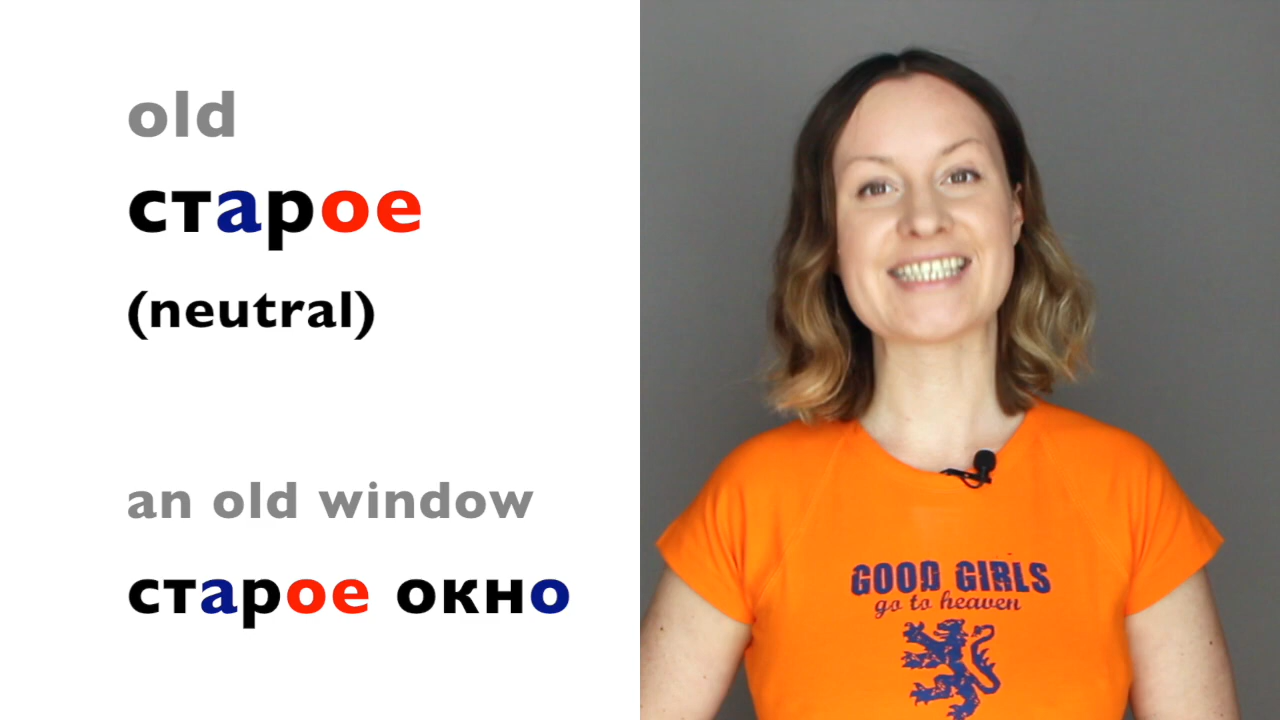 old
старое
(neutral)
an old window
старое окно
GOOD GIRLS
go to heaven